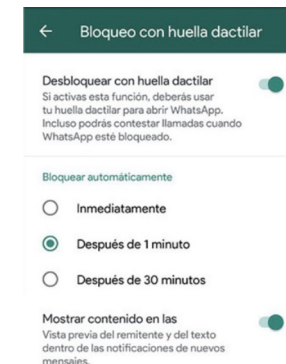 Bloqueo con huella dactilar
Desbloquear con huella dactilar
Si activas esta función, deberás usar
tu huella dactilar para abrir WhatsApp.
Incluso podrás contestar llamadas cuando
WhatsApp esté bloqueado.
Bloquear automáticamente
Inmediatamente
Después de 1 minuto
Después de 30 minutos
Mostrar contenido en las
Vista previa del remitente y del texto
dentro de las notificaciones de nuevos
mensajes.